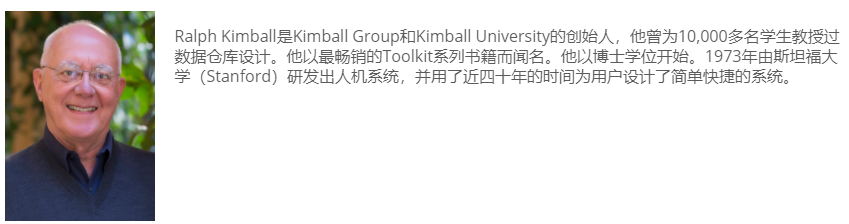 Ralph Kimball是Kimball Group和Kimball University的创始人，他曾为10,000多名学生教授过
数据仓库设计。他以最畅销的Toolkit系列书籍而闻名。他以博士学位开始。1973年由斯坦福大
学（Stanford）研发出人机系统，并用了近四十年的时间为用户设计了简单快捷的系统。